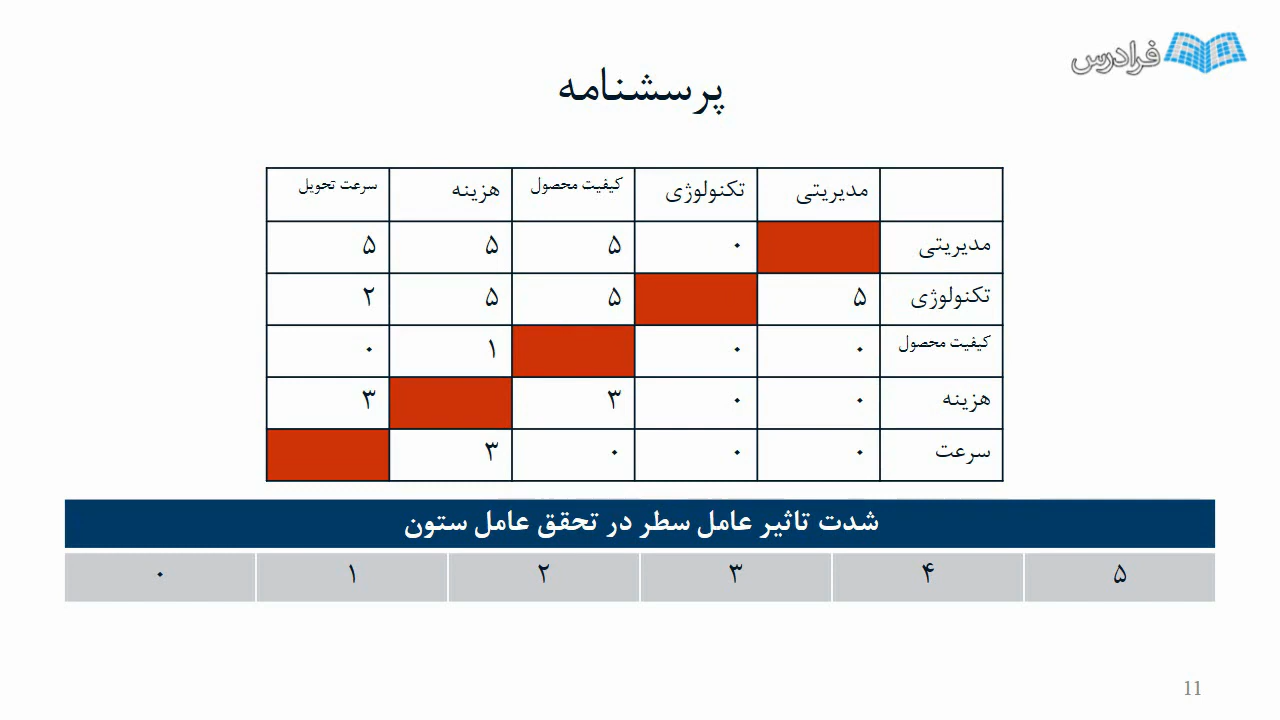 فرادرس
پرسشنامه
مدیریتی تکنولوژی کیفیت محصول هزینه سرعت تحویل
مدیریتی ۰ ۵ ۵ ۵
تکنولوژی ۵ ۵ ۵ ۲
کیفیت محصول ۰ ۰ ۱ ۰
هزینه ۰ ۰ ۳ ۳
سرعت ۰ ۰ ۰ ۳
شدت تاثیر عامل سطر در تحقق عامل ستون
۵ ۴ ۳ ۲ ۱ ۰
11